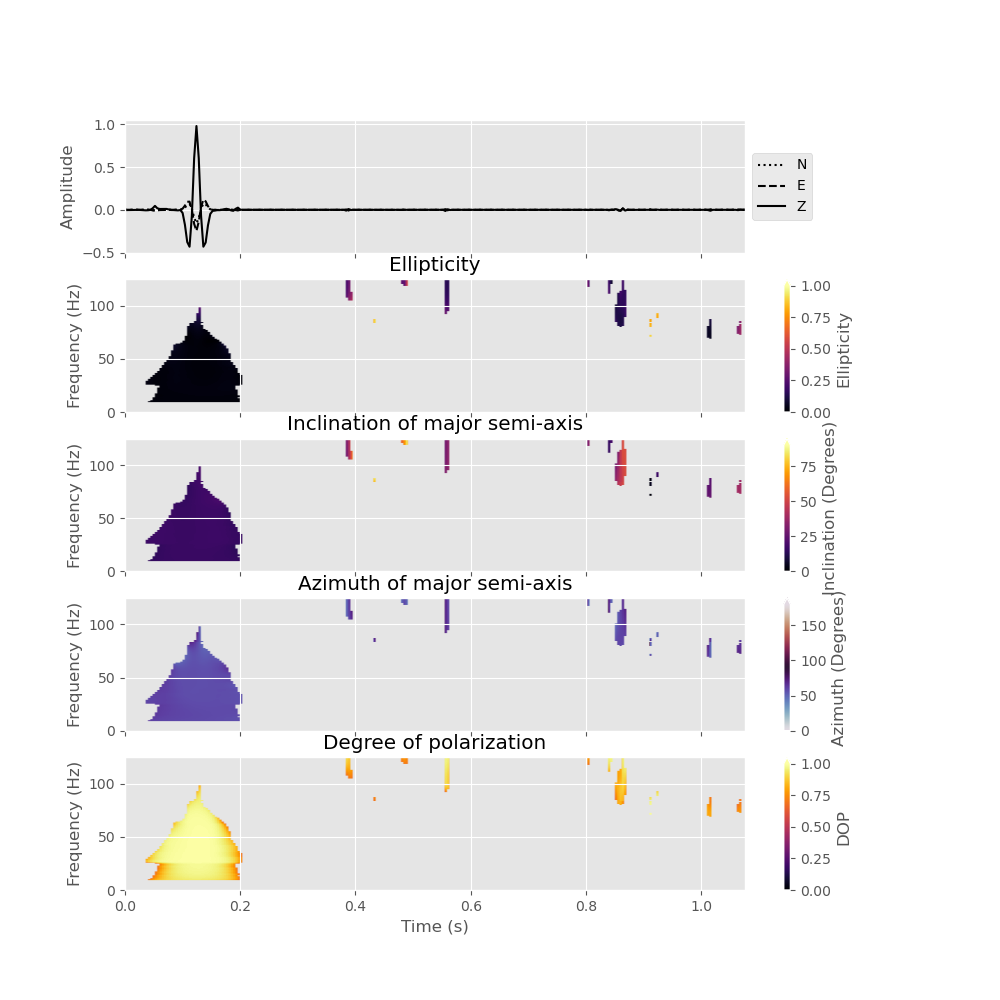 1.0
0.5
0.0
−0.5
Amplitude
N
E
Z
Ellipticity
100
50
0
Frequency (Hz)
1.00
0.75
0.50
0.25
0.00
Ellipticity
Inclination of major semi-axis
100
50
0
Frequency (Hz)
75
50
25
0
Inclination (Degrees)
Azimuth of major semi-axis
100
50
0
Frequency (Hz)
150
100
50
0
Azimuth (Degrees)
Degree of polarization
100
50
0
Frequency (Hz)
1.00
0.75
0.50
0.25
0.00
DOP
0.0 0.2 0.4 0.6 0.8 1.0
Time (s)